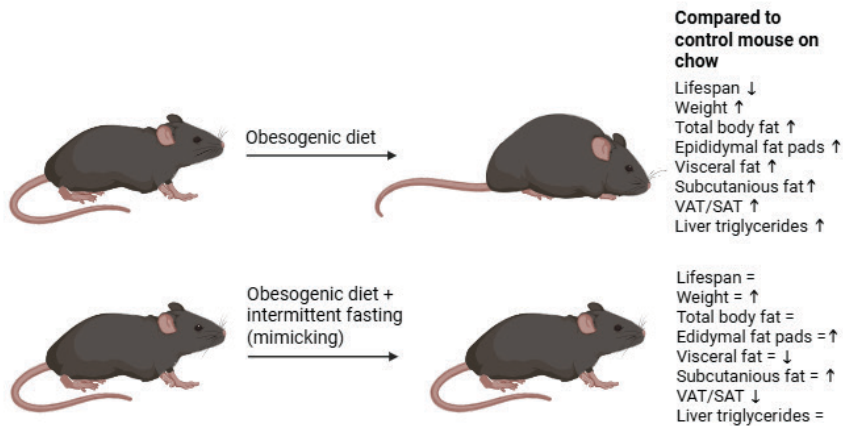 Compared to
control mouse on
chow
Lifespan ↓
Weight ↑
Total body fat ↑
Epididymal fat pads ↑
Visceral fat ↑
Subcutanious fat↑
VAT/SAT ↑
Liver triglycerides ↑
Obesogenic diet
Obesogenic diet +
intermittent fasting
(mimicking)
Lifespan =
Weight = ↑
Total body fat =
Edidymal fat pads =↑
Visceral fat = ↓
Subcutanious fat = ↑
VAT/SAT ↓
Liver triglycerides =